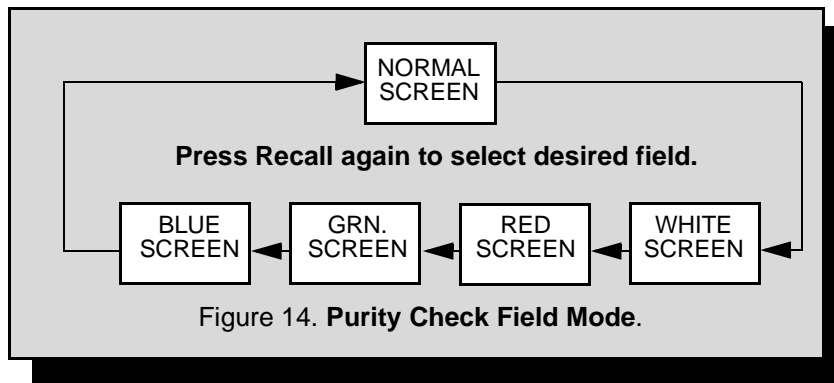 NORMAL
SCREEN
Press Recall again to select desired field.
BLUE
SCREEN
GRN.
SCREEN
RED
SCREEN
WHITE
SCREEN
Figure 14. Purity Check Field Mode.